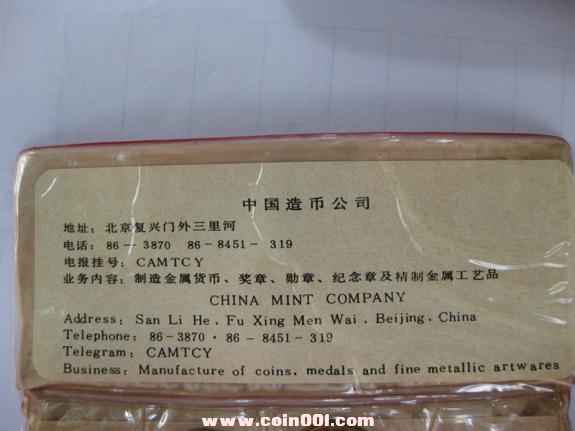 中国造币公司
地址：北京复兴门外三里河
电话：86－3870 86－8451－319
电报挂号：CAMTCY
业务内容：制造金属货币、奖章、勋章、纪念章及精制金属工艺品
CHINA MINT COMPANY
Address: San Li He, Fu Xing Men Wai, Beijing, China
Telephone: 86-3870 · 86-8451-319
Telegram: CAMTCY
Business: Manufacture of coins, medals and fine metallic artwares
www.coin001.com